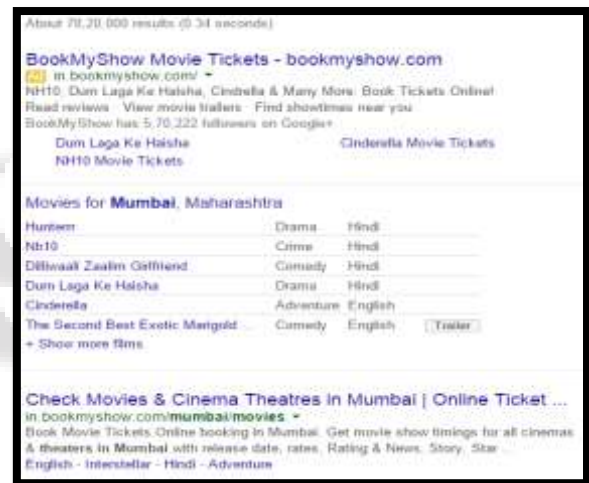 About 70,20,000 results (0.34 seconds)
BookMyShow Movie Tickets - bookmyshow.com
Ad in.bookmyshow.com/
NH10, Dum Laga Ke Haisha, Cindrella & Many More. Book Tickets Online!
Read reviews · View movie trailers · Find showtimes near you
BookMyShow has 5,70,222 followers on Google+
Dum Laga Ke Haisha Cinderella Movie Tickets
NH10 Movie Tickets
Movies for Mumbai, Maharashtra
Hunterrr Drama Hindi
Nh10 Crime Hindi
Dilliwaali Zaalim Girlfriend Comedy Hindi
Dum Laga Ke Haisha Drama Hindi
Cinderella Adventure English
The Second Best Exotic Marigold ... Comedy English Trailer
+ Show more films
Check Movies & Cinema Theatres in Mumbai | Online Ticket ...
in.bookmyshow.com/mumbai/movies
Book Movie Tickets Online booking in Mumbai. Get movie show timings for all cinemas
& theaters in Mumbai with release date, rates, Rating & News, Story, Star ...
English - Interstellar - Hindi - Adventure